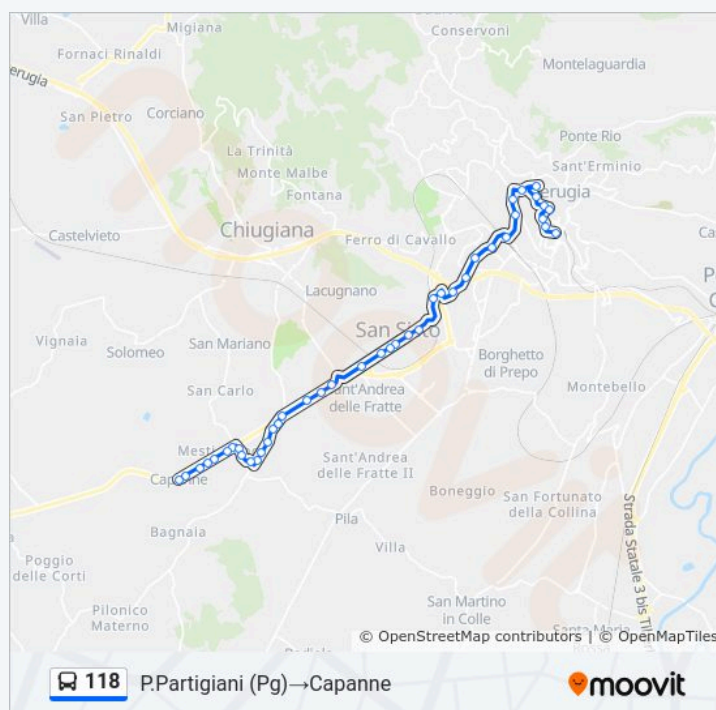 Villa
Migiana
Conservoni
Fornaci Rinaldi
Montelaguardia
erugia
San Pietro
Corciano
Ponte Rio
La Trinità
Sant'Erminio
Monte Malbe
Fontana
erugia
Chiugiana
Castelvieto
Ferro di Cavallo
Lacugnano
Vignaia
San Mariano
San Sisto
Solomeo
Borghetto
di Prepo
San Carlo
Sant'Andrea
delle Fratte
Montebello
Mesti
Sant'Andrea
delle Fratte II
Capanne
Boneggio
San Fortunato
della Collina
Bagnaia
Pila
Strada Statale 3 bis Ti
Villa
Poggio
delle Corti
Pilonico
Materno
San Martino
in Colle
© OpenStreetMap contributors | © OpenMapTiles
118 P.Partigiani (Pg)→Capanne
moovit